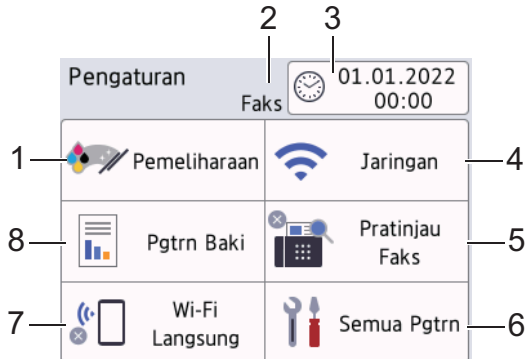 2
3
Pengaturan
Faks
01.01.2022
00:00
1
Pemeliharaan
Jaringan
4
8
Pgtrn Baki
Pratinjau
Faks
5
7
Wi-Fi
Langsung
Semua Pgtrn
6